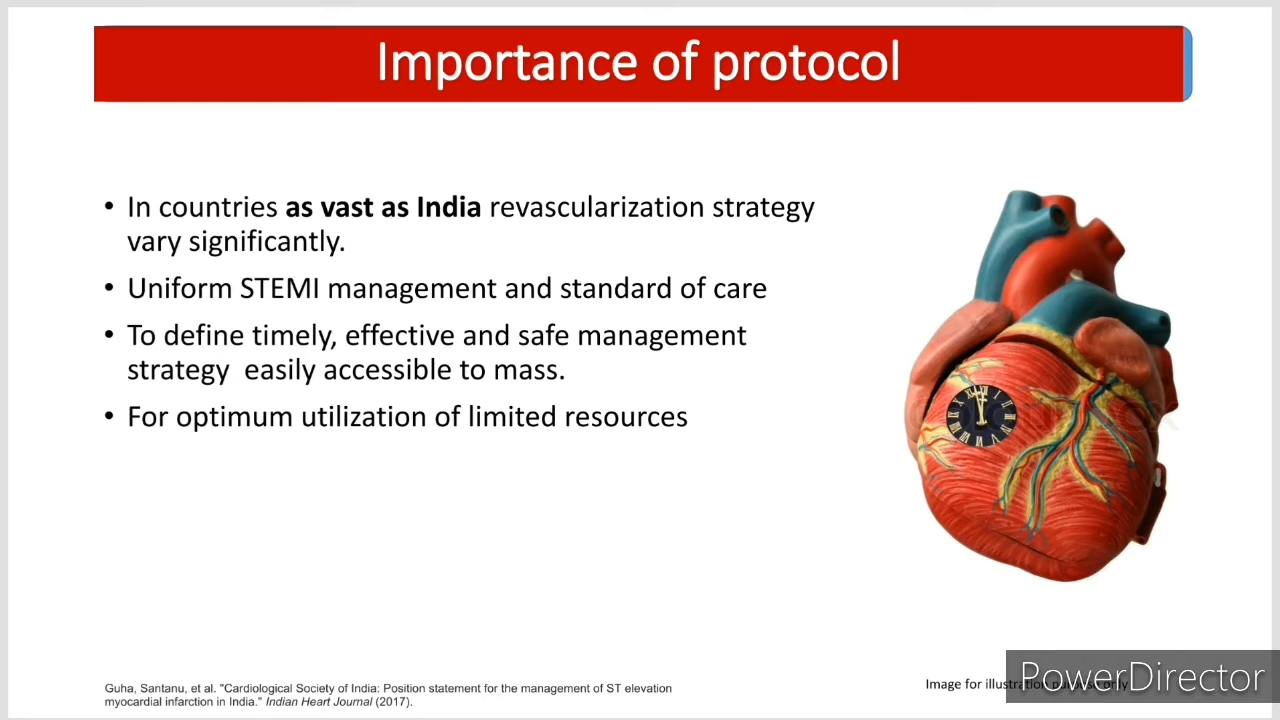 Importance of protocol
• In countries as vast as India revascularization strategy
vary significantly.
• Uniform STEMI management and standard of care
• To define timely, effective and safe management
strategy easily accessible to mass.
• For optimum utilization of limited resources
Guha, Santanu, et al. "Cardiological Society of India: Position statement for the management of ST elevation
myocardial infarction in India." Indian Heart Journal (2017).
Image for illustration purpose only
PowerDirector